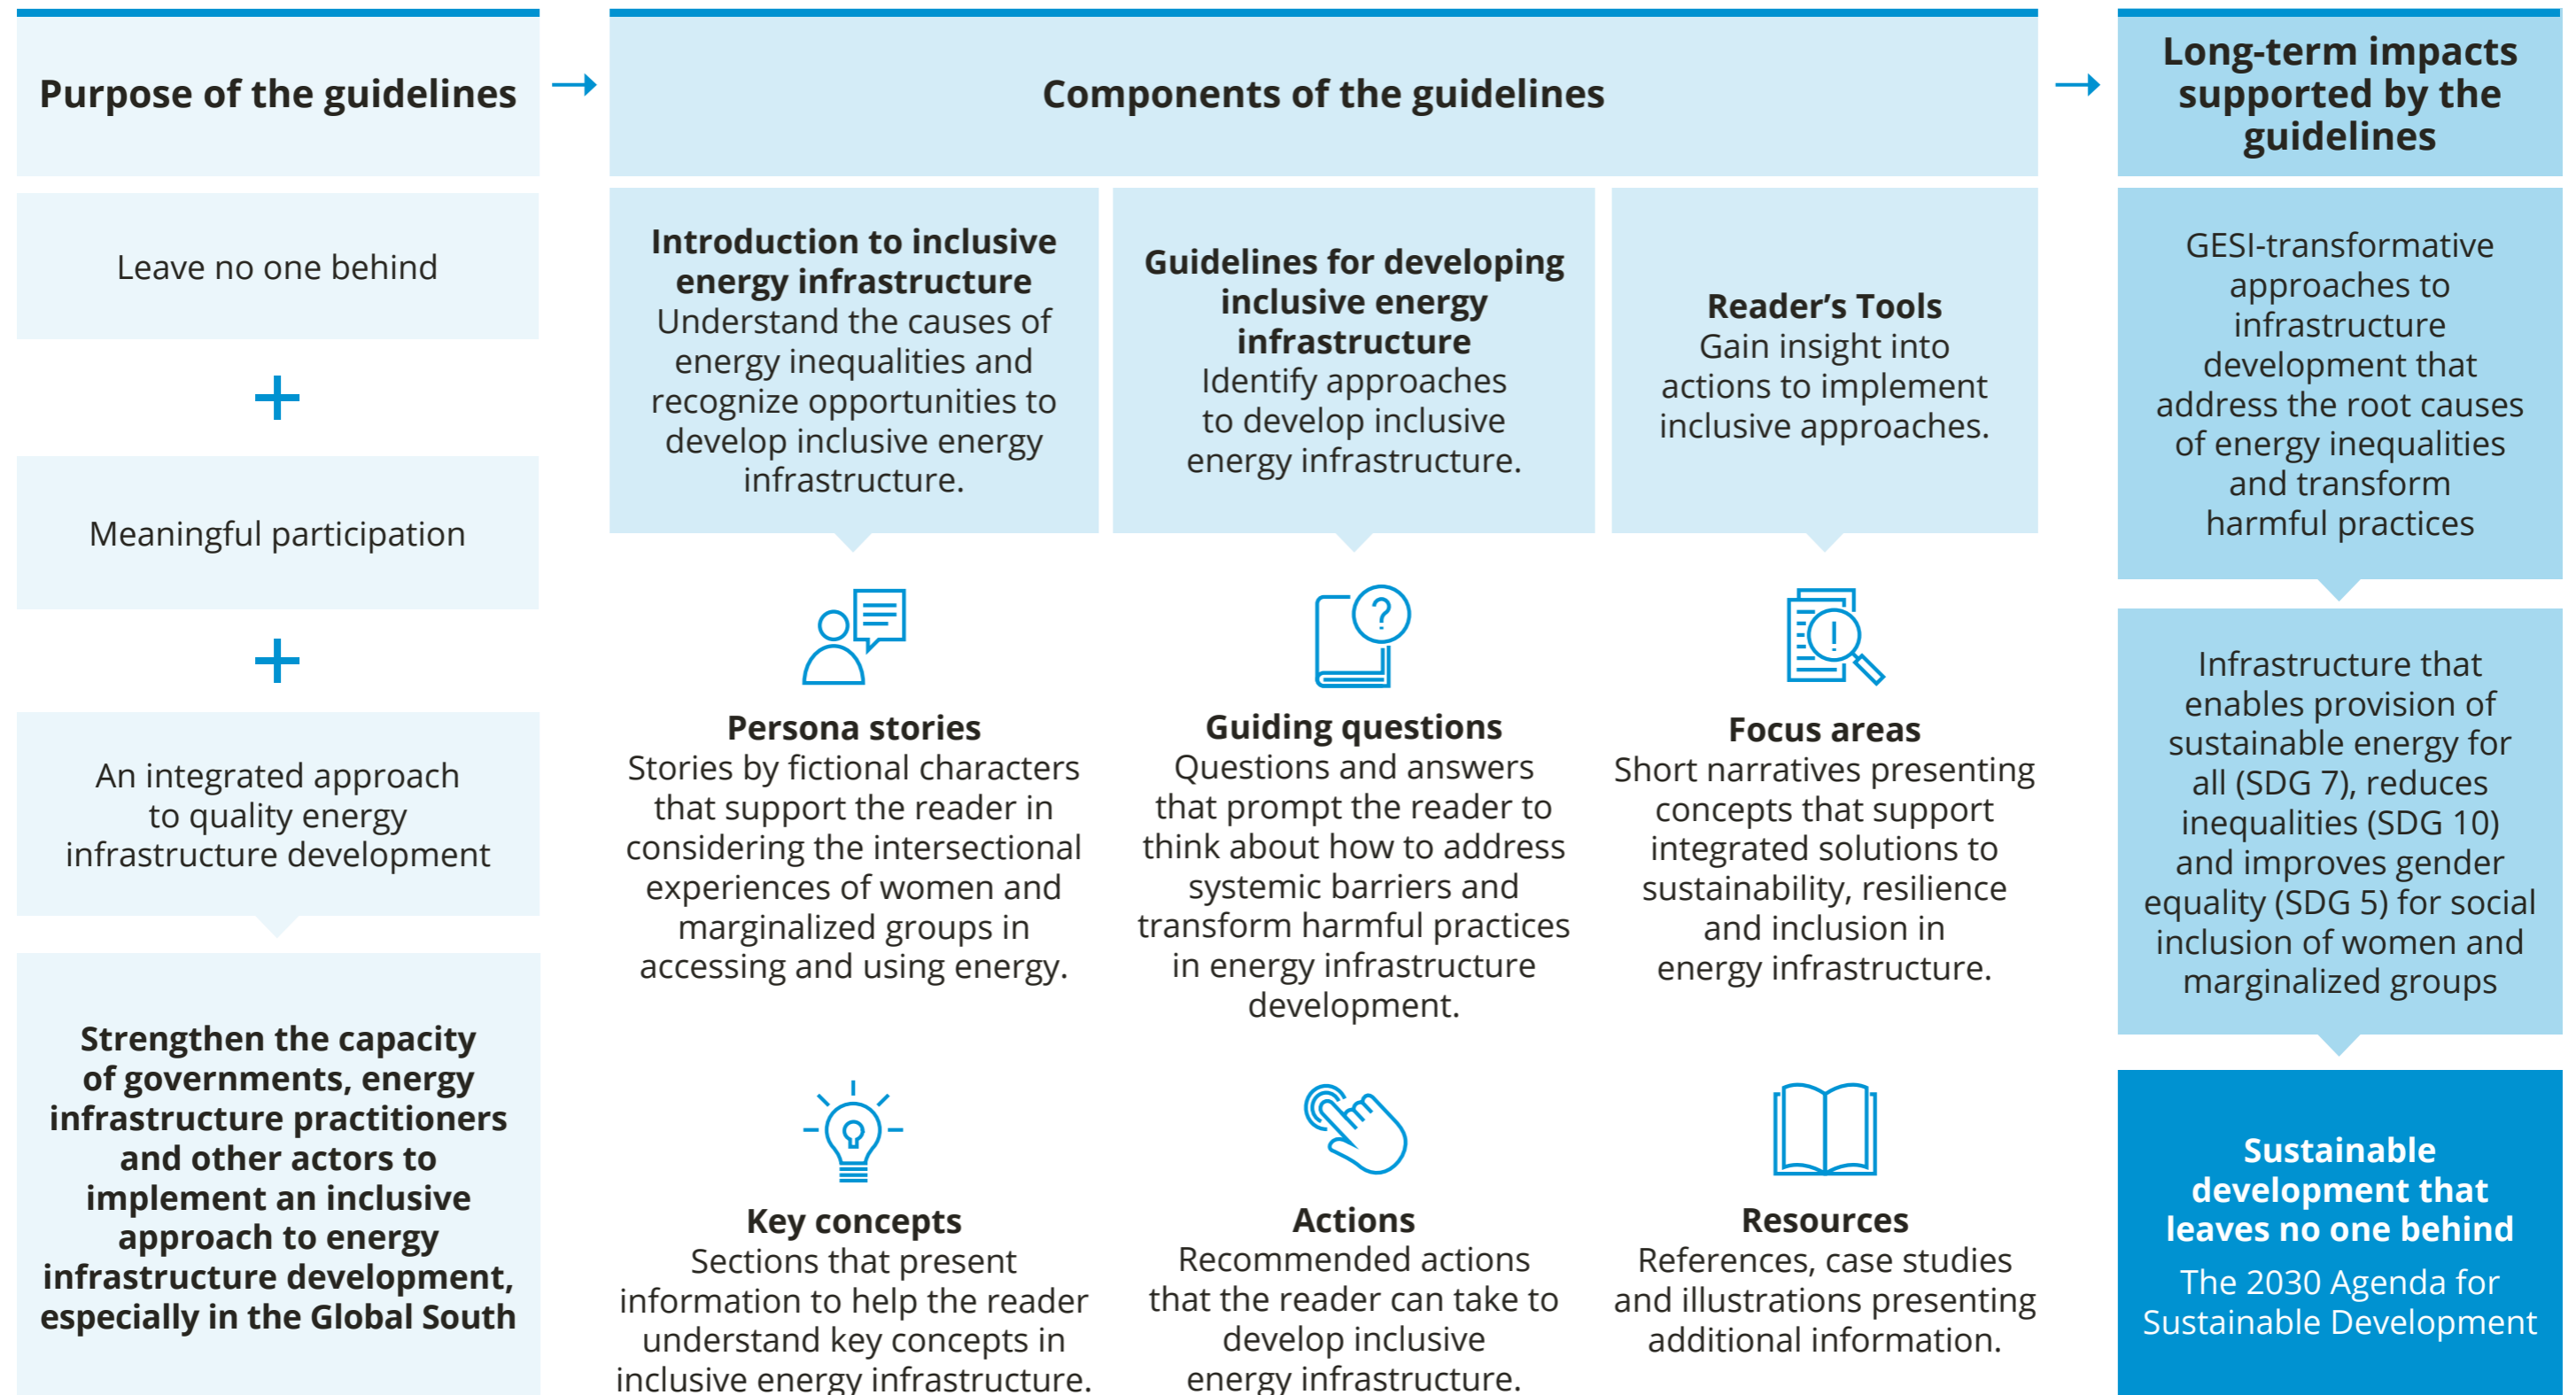 Purpose of the guidelines
Leave no one behind
+
Meaningful participation
+
An integrated approach
to quality energy
infrastructure development
Strengthen the capacity
of governments, energy
infrastructure practitioners
and other actors to
implement an inclusive
approach to energy
infrastructure development,
especially in the Global South
Components of the guidelines
Introduction to inclusive
energy infrastructure
Understand the causes of
energy inequalities and
recognize opportunities to
develop inclusive energy
infrastructure.
Persona stories
Stories by fictional characters
that support the reader in
considering the intersectional
experiences of women and
marginalized groups in
accessing and using energy.
Key concepts
Sections that present
information to help the reader
understand key concepts in
inclusive energy infrastructure.
Guidelines for developing
inclusive energy
infrastructure
Identify approaches
to develop inclusive
energy infrastructure.
?
Guiding questions
Questions and answers
that prompt the reader to
think about how to address
systemic barriers and
transform harmful practices
in energy infrastructure
development.
Actions
Recommended actions
that the reader can take to
develop inclusive
energy infrastructure.
Reader’s Tools
Gain insight into
actions to implement
inclusive approaches.
!
Focus areas
Short narratives presenting
concepts that support
integrated solutions to
sustainability, resilience
and inclusion in
energy infrastructure.
Resources
References, case studies
and illustrations presenting
additional information.
Long-term impacts
supported by the
guidelines
GESI-transformative
approaches to
infrastructure
development that
address the root causes
of energy inequalities
and transform
harmful practices
Infrastructure that
enables provision of
sustainable energy for
all (SDG 7), reduces
inequalities (SDG 10)
and improves gender
equality (SDG 5) for social
inclusion of women and
marginalized groups
Sustainable
development that
leaves no one behind
The 2030 Agenda for
Sustainable Development